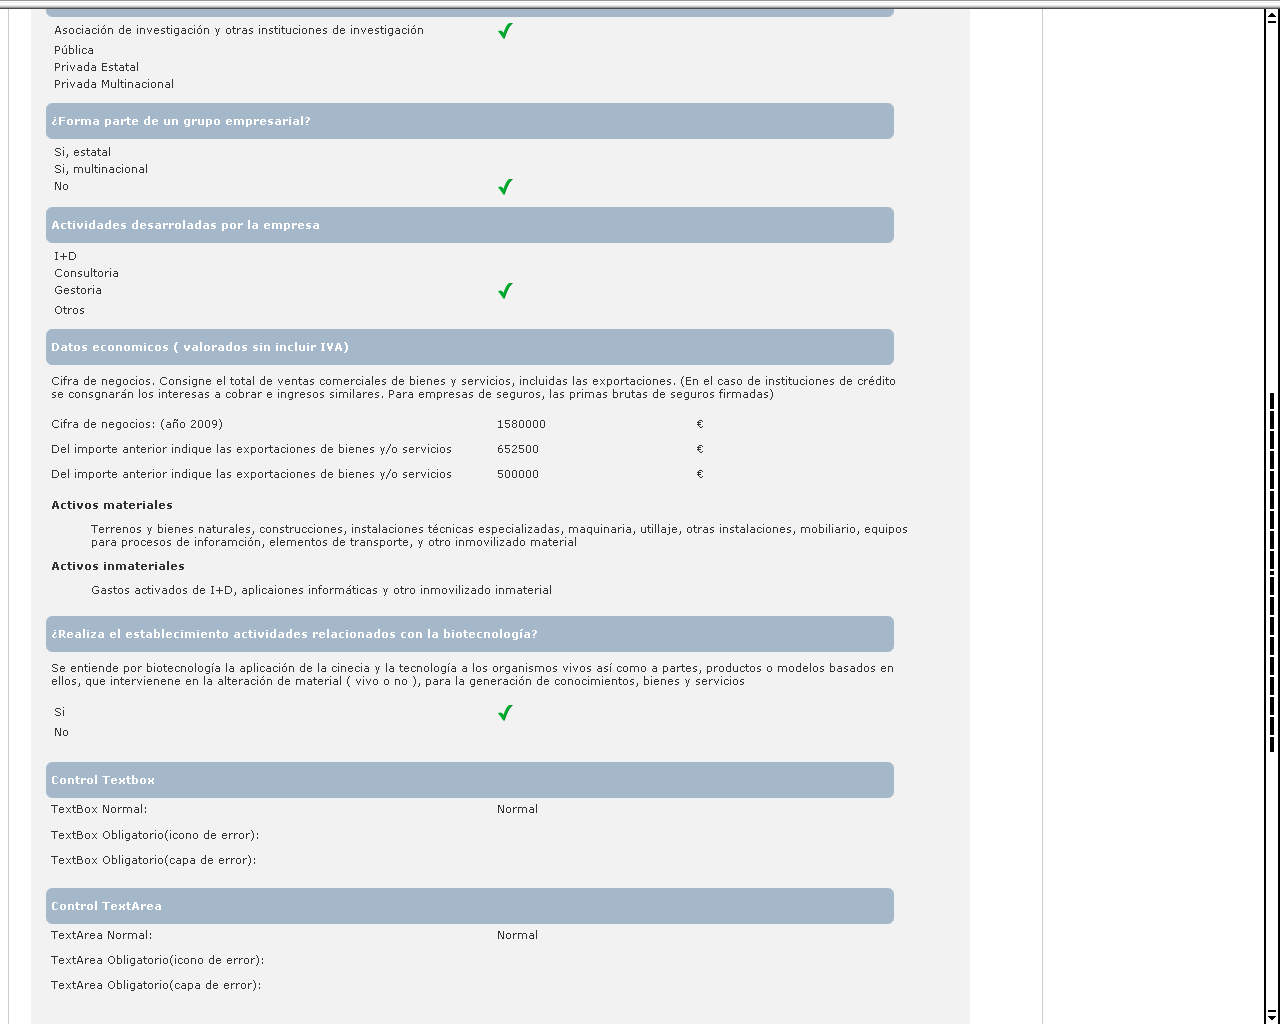 Asociación de investigación y otras instituciones de investigación
Pública
Privada Estatal
Privada Multinacional
¿Forma parte de un grupo empresarial?
Si, estatal
Si, multinacional
No
Actividades desarroladas por la empresa
I+D
Consultoria
Gestoria
Otros
Datos economicos ( valorados sin incluir IVA)
Cifra de negocios. Consigne el total de ventas comerciales de bienes y servicios, incluidas las exportaciones. (En el caso de instituciones de crédito
se consgnarán los interesas a cobrar e ingresos similares. Para empresas de seguros, las primas brutas de seguros firmadas)
Cifra de negocios: (año 2009) 1580000 €
Del importe anterior indique las exportaciones de bienes y/o servicios 652500 €
Del importe anterior indique las exportaciones de bienes y/o servicios 500000 €
Activos materiales
Terrenos y bienes naturales, construcciones, instalaciones técnicas especializadas, maquinaria, utillaje, otras instalaciones, mobiliario, equipos
para procesos de inforamción, elementos de transporte, y otro inmovilizado material
Activos inmateriales
Gastos activados de I+D, aplicaiones informáticas y otro inmovilizado inmaterial
¿Realiza el establecimiento actividades relacionados con la biotecnología?
Se entiende por biotecnología la aplicación de la cinecia y la tecnología a los organismos vivos así como a partes, productos o modelos basados en
ellos, que intervienene en la alteración de material ( vivo o no ), para la generación de conocimientos, bienes y servicios
Si
No
Control Textbox
TextBox Normal: Normal
TextBox Obligatorio(icono de error):
TextBox Obligatorio(capa de error):
Control TextArea
TextArea Normal: Normal
TextArea Obligatorio(icono de error):
TextArea Obligatorio(capa de error):